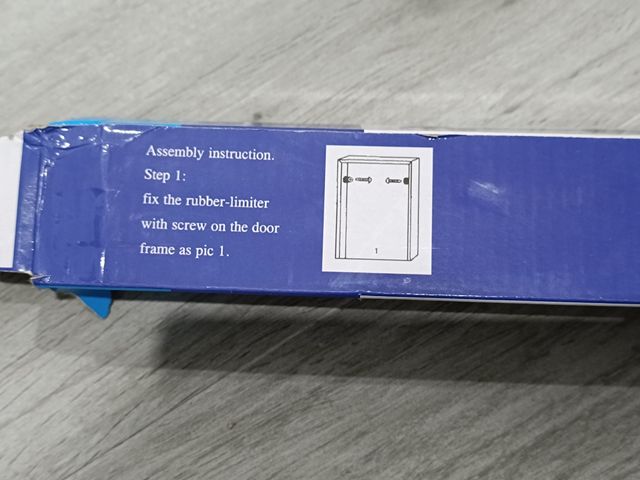 Assembly instruction.
Step 1:
fix the rubber-limiter
with screw on the door
frame as pic 1.
1